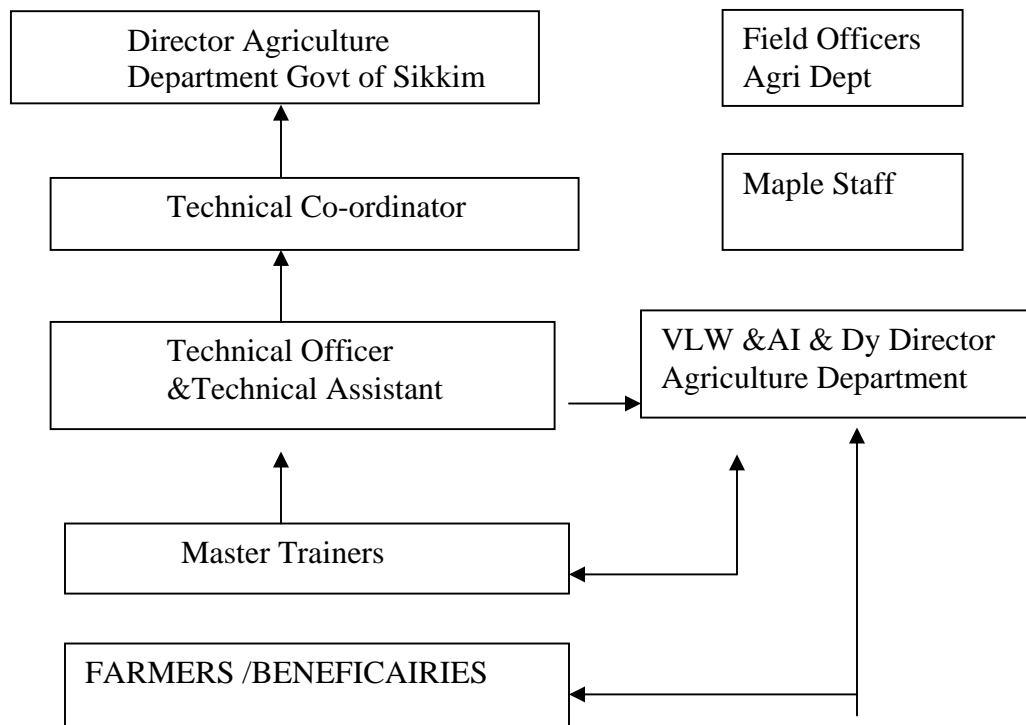 Director Agriculture
Department Govt of Sikkim
Field Officers
Agri Dept
Technical Co-ordinator
Maple Staff
Technical Officer
&Technical Assistant
VLW &AI & Dy Director
Agriculture Department
Master Trainers
FARMERS /BENEFICAIRIES